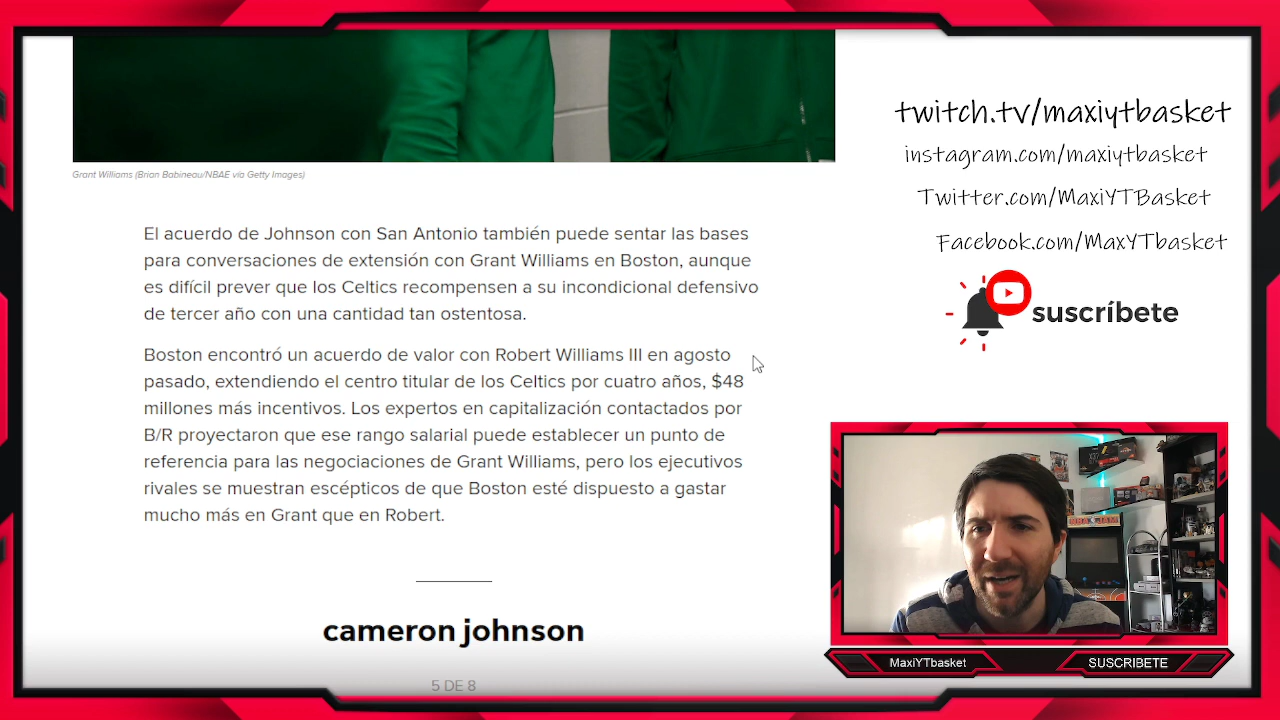 Grant Williams (Brian Babineau/NBAE vía Getty Images)
El acuerdo de Johnson con San Antonio también puede sentar las bases
para conversaciones de extensión con Grant Williams en Boston, aunque
es difícil prever que los Celtics recompensen a su incondicional defensivo
de tercer año con una cantidad tan ostentosa.
Boston encontró un acuerdo de valor con Robert Williams III en agosto
pasado, extendiendo el centro titular de los Celtics por cuatro años, $48
millones más incentivos. Los expertos en capitalización contactados por
B/R proyectaron que ese rango salarial puede establecer un punto de
referencia para las negociaciones de Grant Williams, pero los ejecutivos
rivales se muestran escépticos de que Boston esté dispuesto a gastar
mucho más en Grant que en Robert.
cameron johnson
5 DE 8
twitch.tv/maxiytbasket
instagram.com/maxiytbasket
Twitter.com/MaxiYTBasket
Facebook.com/MaxYTbasket
suscríbete
NBA JAM
MaxiYTbasket
SUSCRIBETE